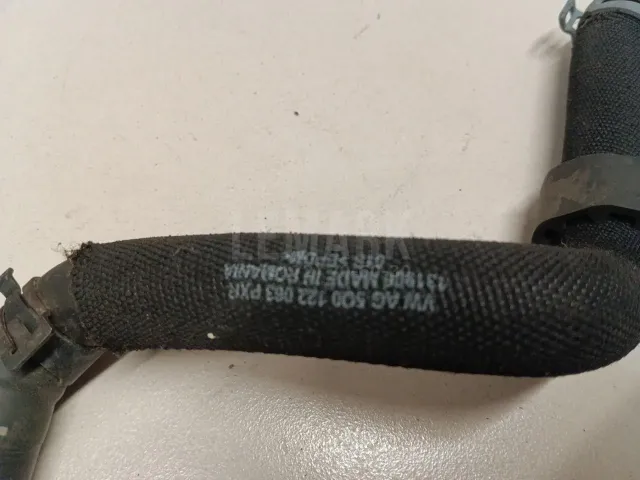 LEMARK
VW AG 5Q0 122 063 PXR
131906 MADE IN ROMANIA